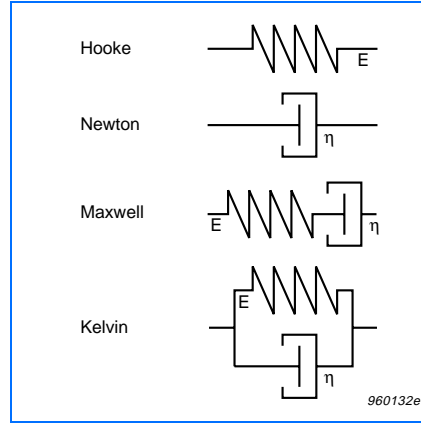 Hooke
E
Newton
η
Maxwell
E
η
E
Kelvin
η
960132e